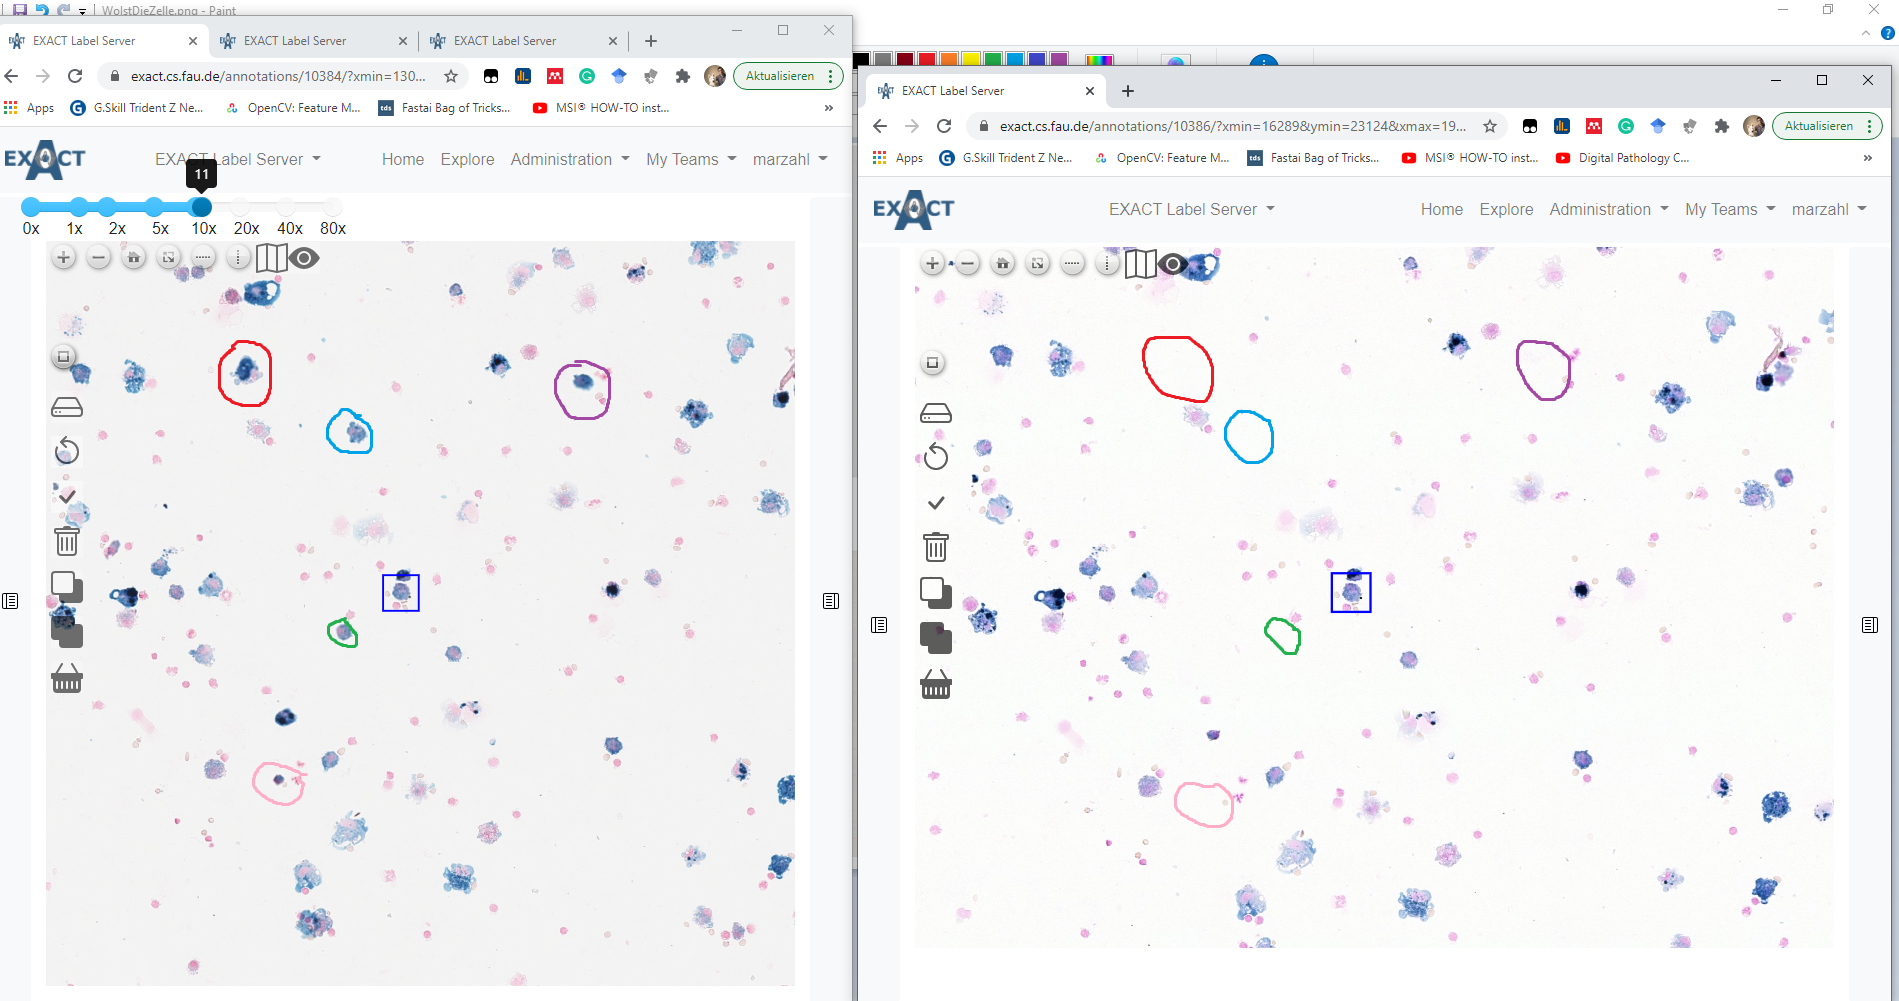 WolstDieZelle.png - Paint
EXACT Label Server
EXACT Label Server
EXACT Label Server
exact.cs.fau.de/annotations/10384/?xmin=130...
Aktualisieren
Apps
G.Skill Trident Z Ne...
OpenCV: Feature M...
tds
Fastai Bag of Tricks...
MSI® HOW-TO inst...
»
EXACT
EXACT Label Server
Home
Explore
Administration
My Teams
marzahl
11
0x 1x 2x 5x 10x 20x 40x 80x
EXACT Label Server
exact.cs.fau.de/annotations/10386/?xmin=16289&ymin=23124&xmax=19...
Aktualisieren
Apps
G.Skill Trident Z Ne...
OpenCV: Feature M...
tds
Fastai Bag of Tricks...
MSI® HOW-TO inst...
Digital Pathology C...
»
EXACT
EXACT Label Server
Home
Explore
Administration
My Teams
marzahl